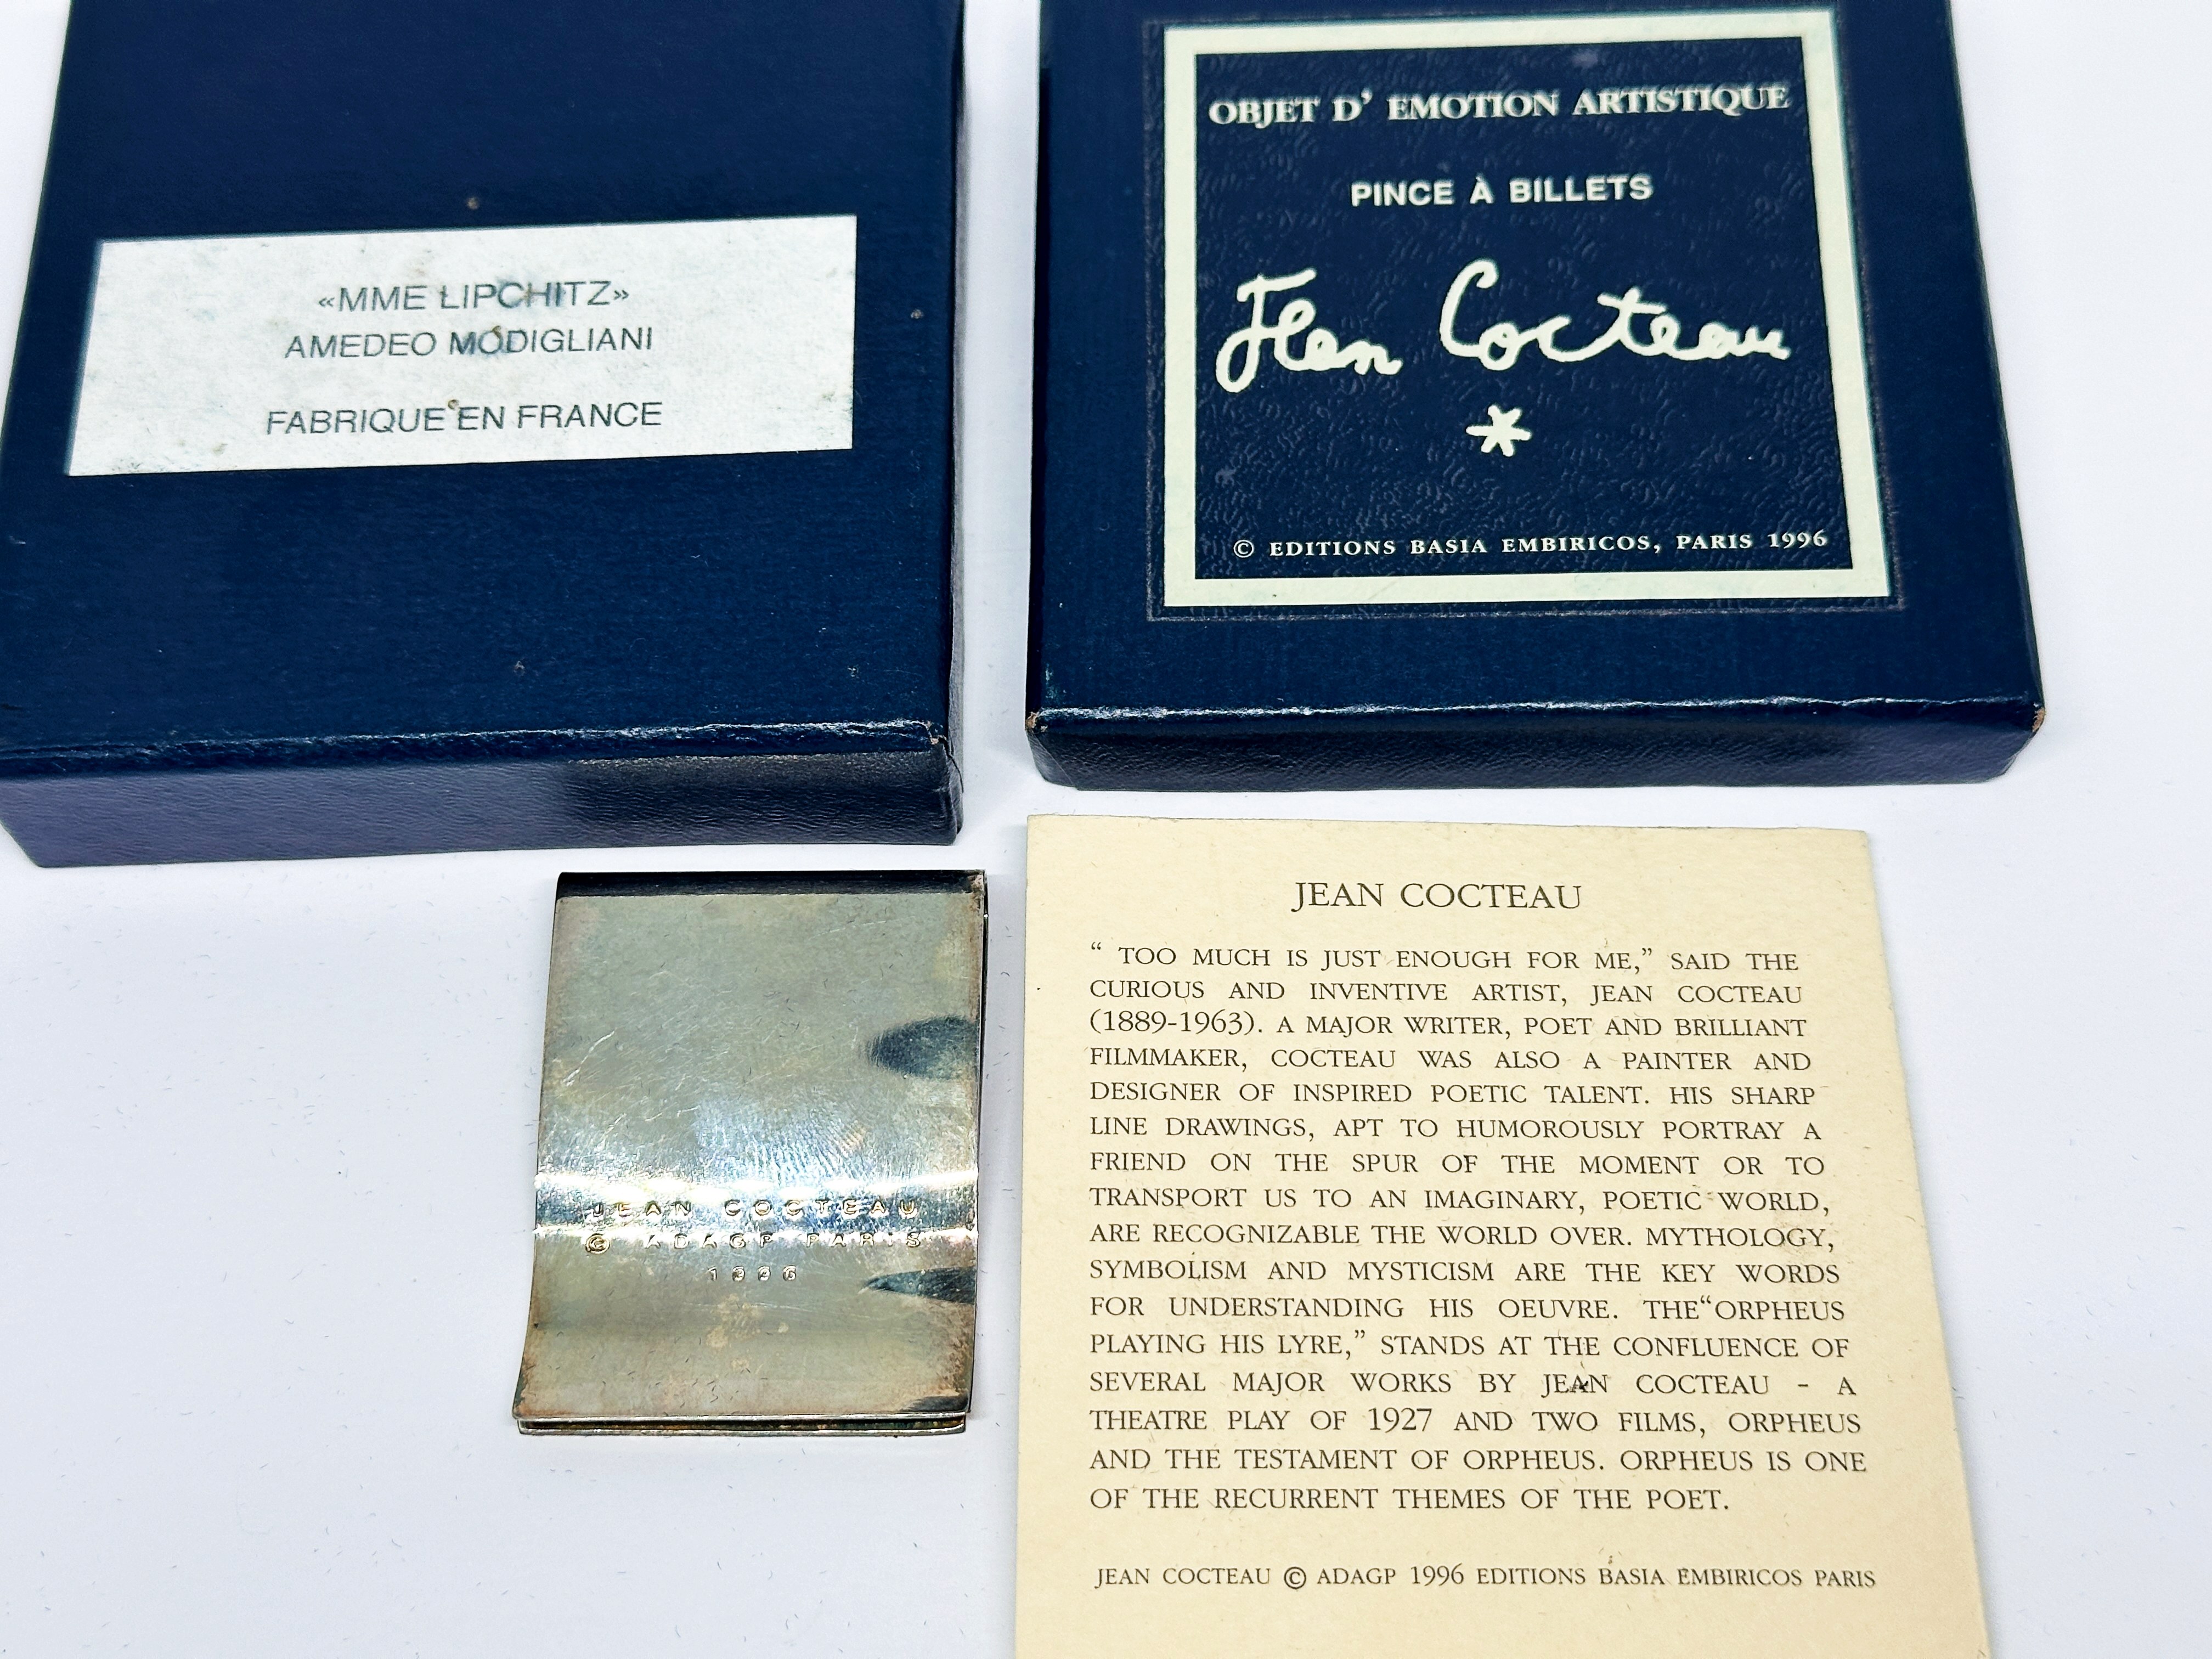 «MME LIPCHITZ»
AMEDEO MODIGLIANI
FABRIQUE EN FRANCE
OBJET D' EMOTION ARTISTIQUE
PINCE À BILLETS
Jean Cocteau
*
© EDITIONS BASIA EMBIRICOS, PARIS 1996
JEAN COCTEAU
© ADAGP PARIS
1996
JEAN COCTEAU
“ TOO MUCH IS JUST ENOUGH FOR ME,” SAID THE
CURIOUS AND INVENTIVE ARTIST, JEAN COCTEAU
(1889-1963). A MAJOR WRITER, POET AND BRILLIANT
FILMMAKER, COCTEAU WAS ALSO A PAINTER AND
DESIGNER OF INSPIRED POETIC TALENT. HIS SHARP
LINE DRAWINGS, APT TO HUMOROUSLY PORTRAY A
FRIEND ON THE SPUR OF THE MOMENT OR TO
TRANSPORT US TO AN IMAGINARY, POETIC WORLD,
ARE RECOGNIZABLE THE WORLD OVER. MYTHOLOGY,
SYMBOLISM AND MYSTICISM ARE THE KEY WORDS
FOR UNDERSTANDING HIS OEUVRE. THE“ORPHEUS
PLAYING HIS LYRE,” STANDS AT THE CONFLUENCE OF
SEVERAL MAJOR WORKS BY JEAN COCTEAU - A
THEATRE PLAY OF 1927 AND TWO FILMS, ORPHEUS
AND THE TESTAMENT OF ORPHEUS. ORPHEUS IS ONE
OF THE RECURRENT THEMES OF THE POET.
JEAN COCTEAU © ADAGP 1996 EDITIONS BASIA EMBIRICOS PARIS